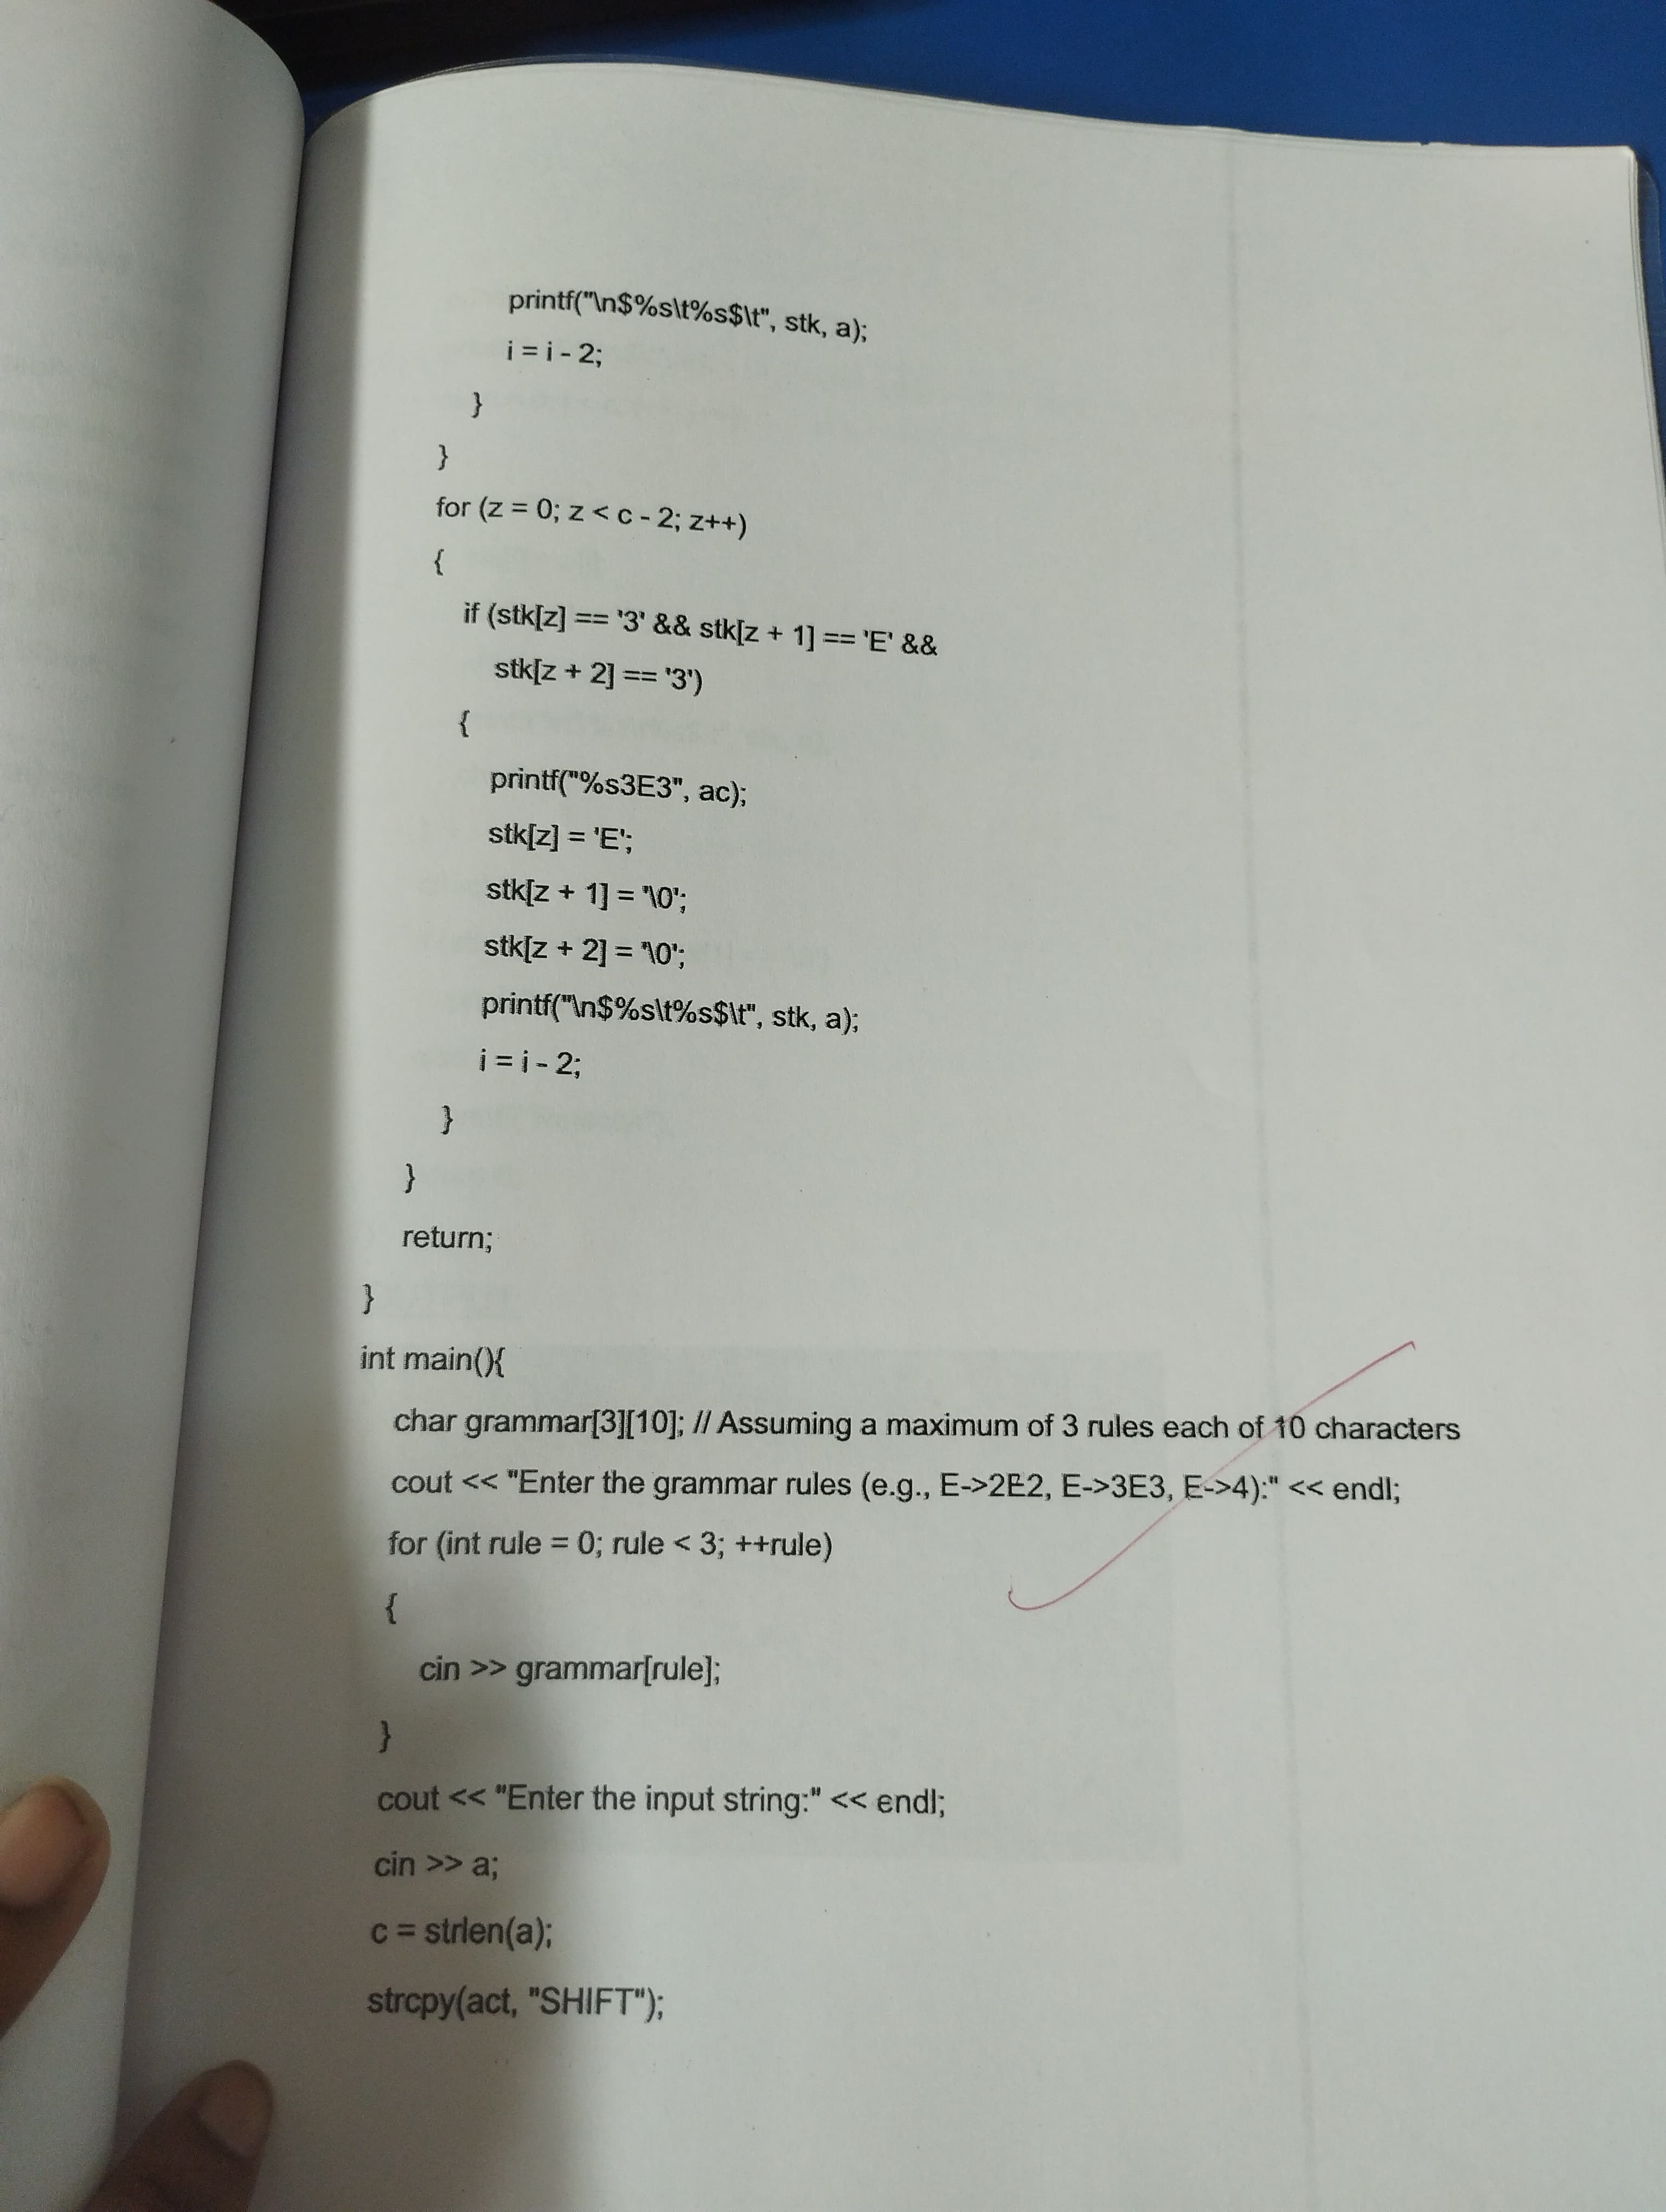 printf("\n$%s\t%s$\t", stk, a);
i = i - 2;
}
}
for (z = 0; z < c - 2; z++)
{
if (stk[z] == '3' && stk[z + 1] == 'E' &&
stk[z + 2] == '3')
{
printf("%s3E3", ac);
stk[z] = 'E';
stk[z + 1] = '\0';
stk[z + 2] = '\0';
printf("\n$%s\t%s$\t", stk, a);
i = i - 2;
}
}
return;
}
int main(){
char grammar[3][10]; // Assuming a maximum of 3 rules each of 10 characters
cout << "Enter the grammar rules (e.g., E->2E2, E->3E3, E->4):" << endl;
for (int rule = 0; rule < 3; ++rule)
{
cin >> grammar[rule];
}
cout << "Enter the input string:" << endl;
cin >> a;
c = strlen(a);
strcpy(act, "SHIFT");